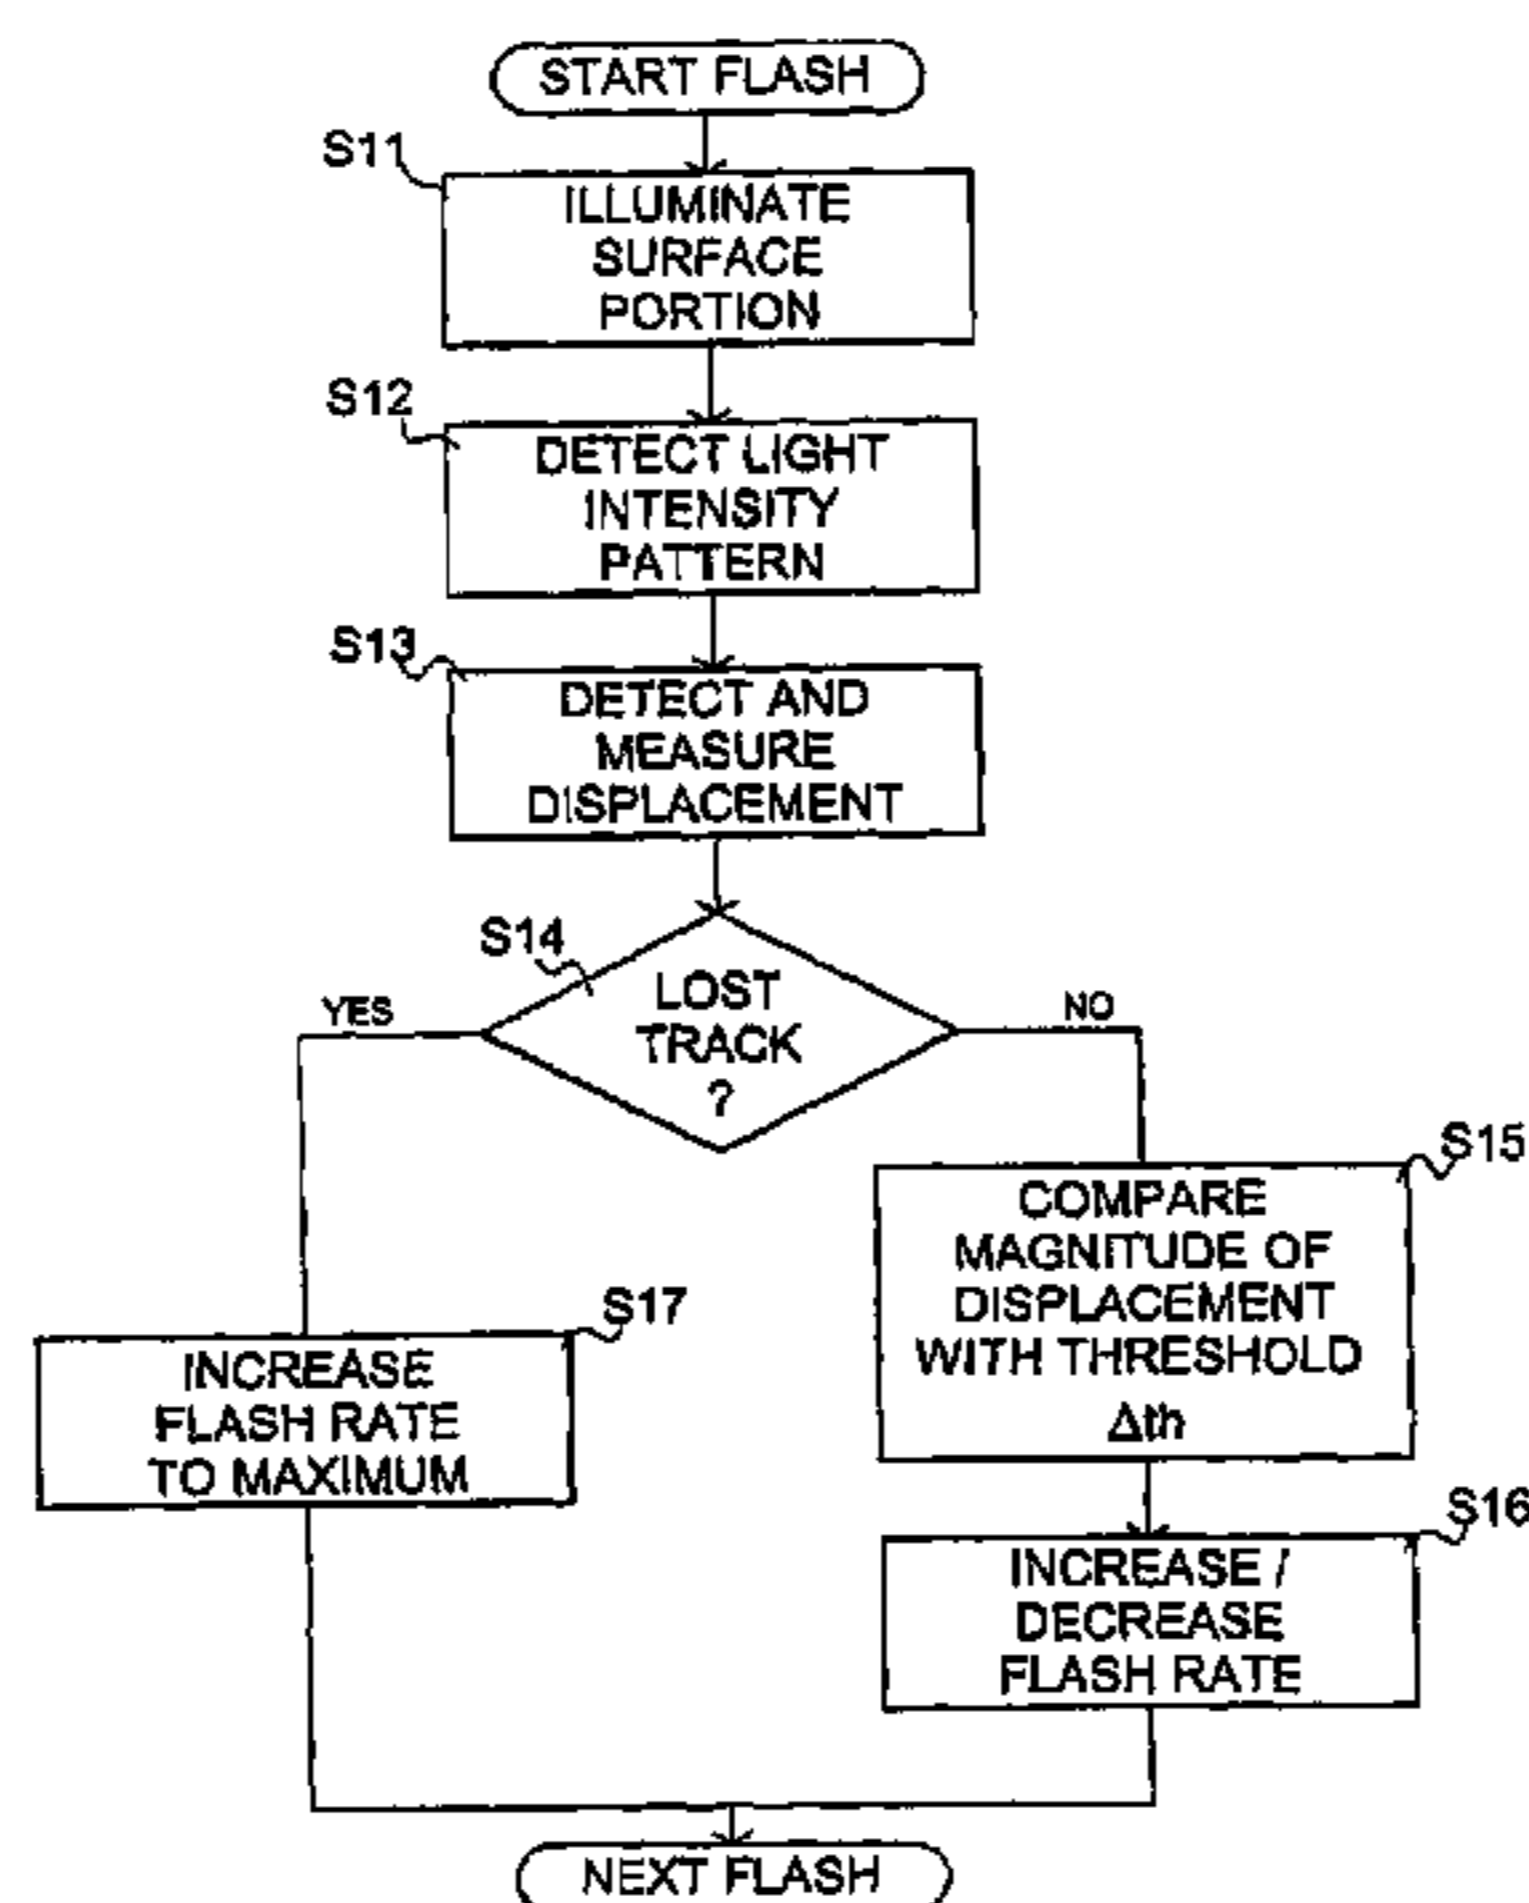 START FLASH
S11
ILLUMINATE
SURFACE
PORTION
S12
DETECT LIGHT
INTENSITY
PATTERN
S13
DETECT AND
MEASURE
DISPLACEMENT
S14
LOST
TRACK
?
YES
NO
S15
COMPARE
MAGNITUDE OF
DISPLACEMENT
WITH THRESHOLD
Δth
S17
INCREASE
FLASH RATE
TO MAXIMUM
S16
INCREASE /
DECREASE
FLASH RATE
NEXT FLASH